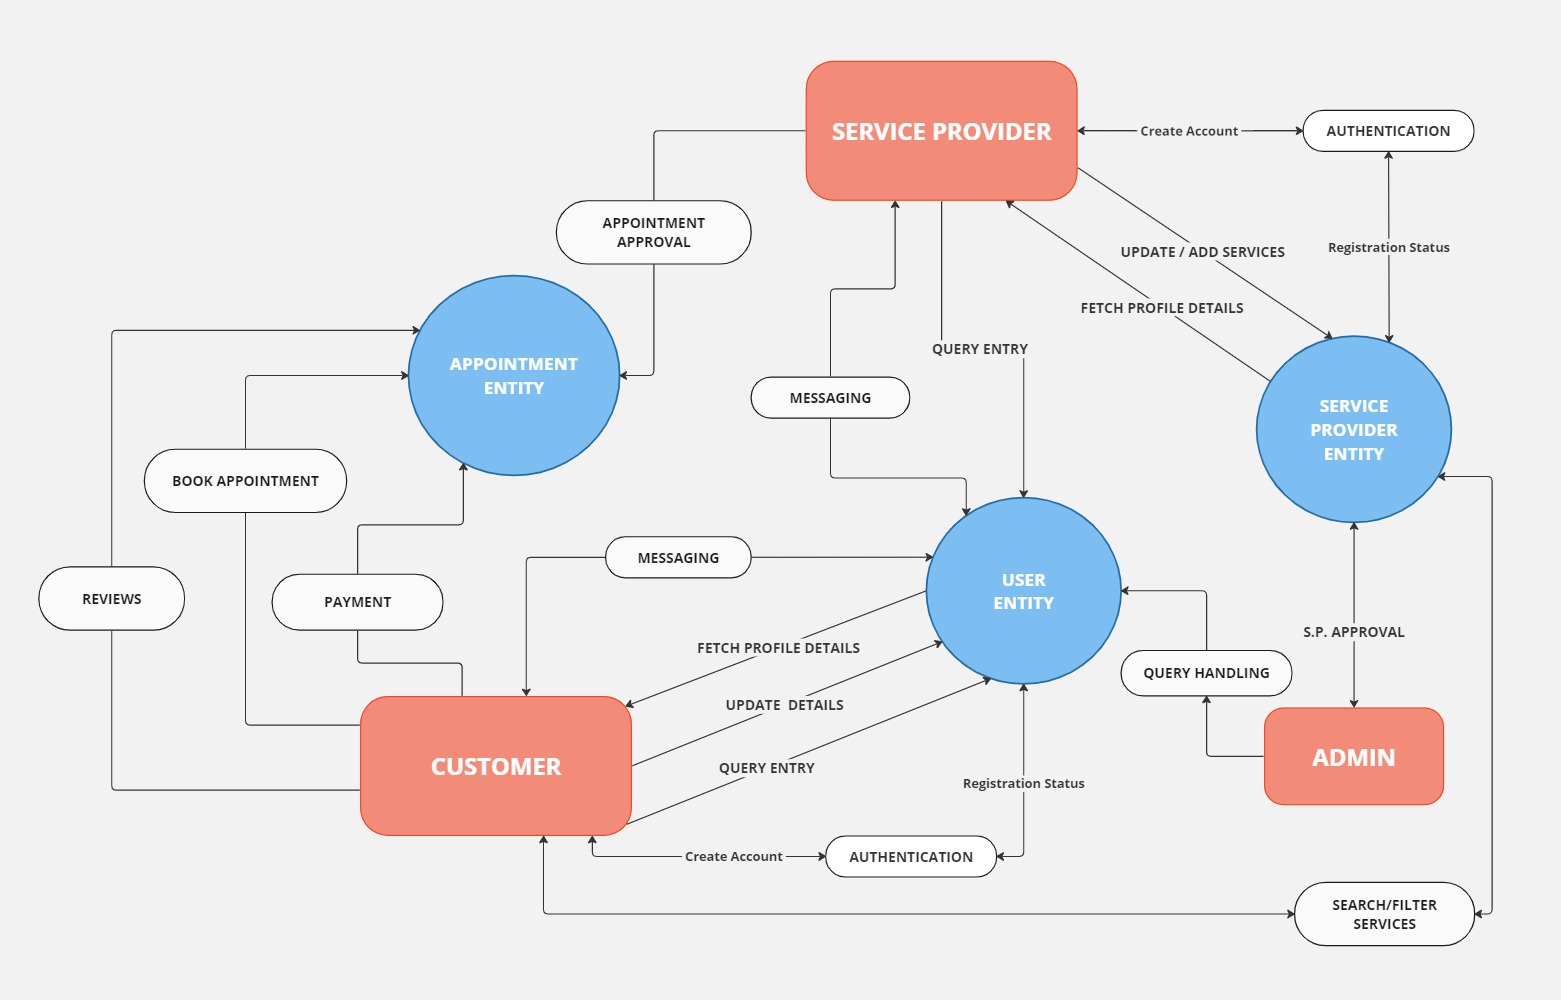 SERVICE PROVIDER
Create Account
AUTHENTICATION
APPOINTMENT
APPROVAL
UPDATE / ADD SERVICES
Registration Status
FETCH PROFILE DETAILS
QUERY ENTRY
APPOINTMENT
ENTITY
MESSAGING
SERVICE
PROVIDER
ENTITY
BOOK APPOINTMENT
MESSAGING
USER
ENTITY
REVIEWS
PAYMENT
S.P. APPROVAL
FETCH PROFILE DETAILS
QUERY HANDLING
UPDATE  DETAILS
CUSTOMER
QUERY ENTRY
ADMIN
Registration Status
Create Account
AUTHENTICATION
SEARCH/FILTER
SERVICES